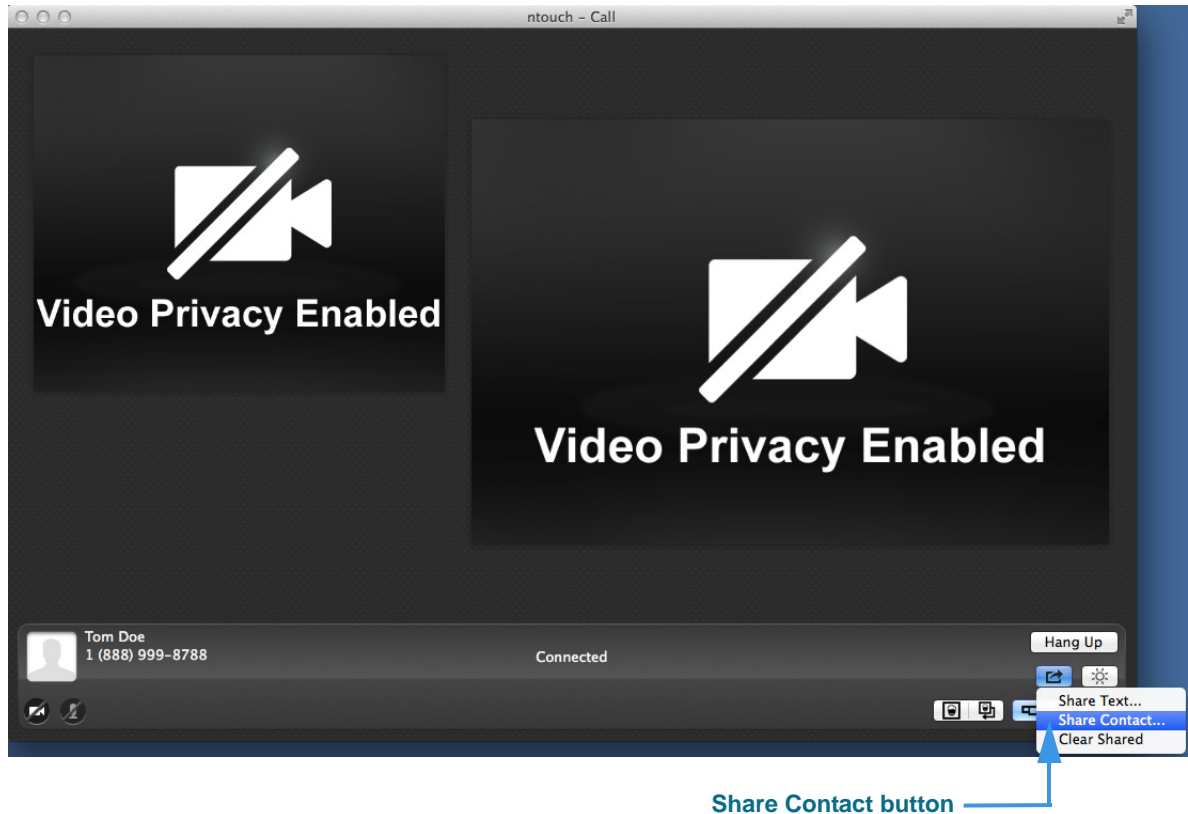 ntouch – Call
Video Privacy Enabled
Video Privacy Enabled
Tom Doe
1 (888) 999-8788
Connected
Hang Up
Share Text...
Share Contact...
Clear Shared
Share Contact button